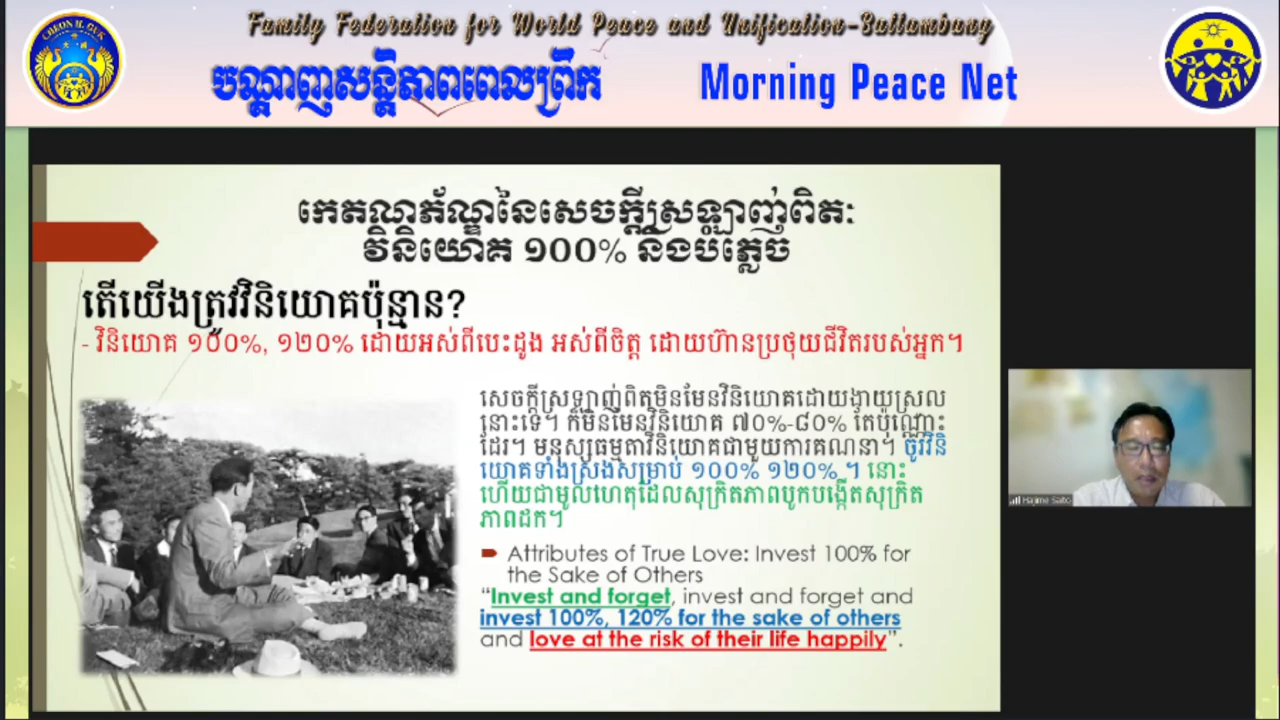 Family Federation for World Peace and Unification-Battambang
CHEON IL GUK
បណ្តាញសន្តិភាពពេលព្រឹក
Morning Peace Net
កេតណភ័ណ្ឌនៃសេចក្តីស្រឡាញ់ពិត:
វិនិយោគ ១០០% និងបំភ្លេច
តើយើងត្រូវវិនិយោគប៉ុន្មាន?
- វិនិយោគ ១០០%, ១២០% ដោយអស់ពីបេះដូង អស់ពីចិត្ត ដោយហ៊ានប្រថុយជីវិតរបស់អ្នក។
សេចក្តីស្រឡាញ់ពិតមិនមែនវិនិយោគដោយងាយស្រួល
នោះទេ។ ក៏មិនមែនវិនិយោគ ៧០%-៨០% តែប៉ុណ្ណោះ
ដែរ។ មនុស្សធម្មតាវិនិយោគជាមួយការគណនា។ ចូរវិនិ
យោគទាំងស្រុងសម្រាប់ ១០០% ១២០% ។ នោះ
ហើយជាមូលហេតុដែលសុក្រិតភាពបូកបង្កើតសុក្រិត
ភាពដក។
Attributes of True Love: Invest 100% for
the Sake of Others
“Invest and forget, invest and forget and
invest 100%, 120% for the sake of others
and love at the risk of their life happily”.
Hajime Saito